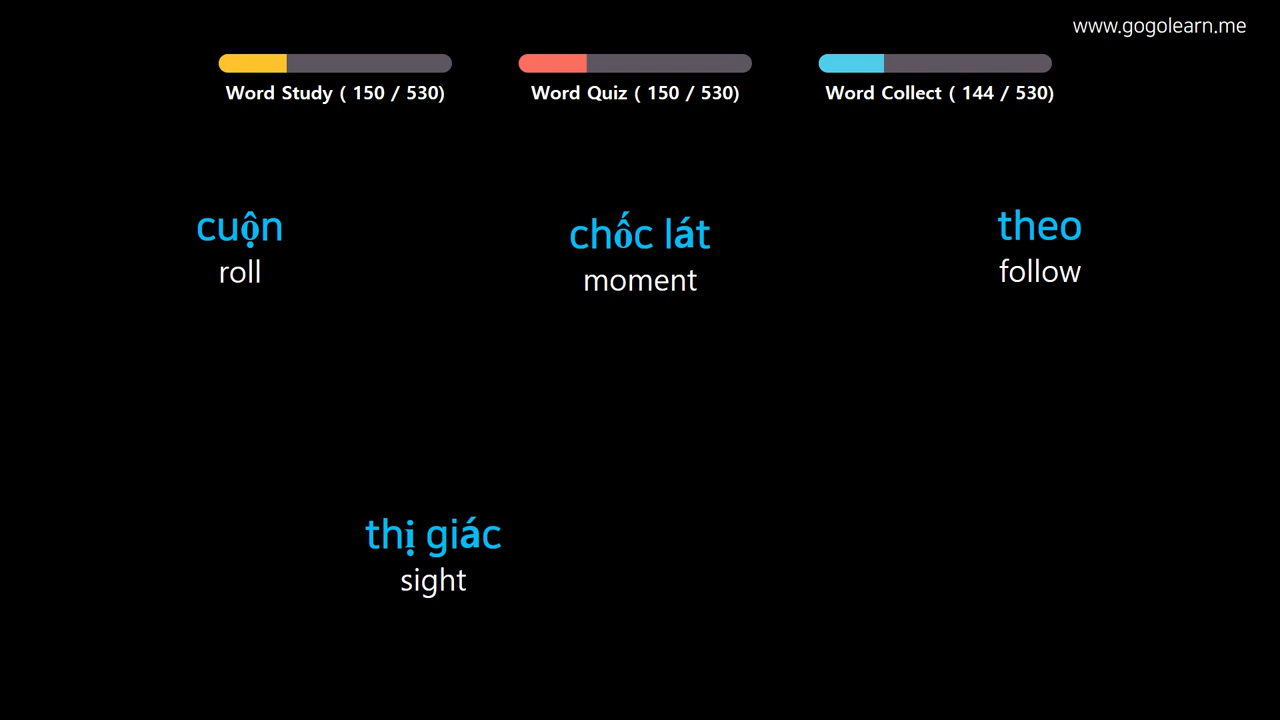 www.gogolearn.me
Word Study ( 150 / 530)
Word Quiz ( 150 / 530)
Word Collect ( 144 / 530)
cuộn
roll
chốc lát
moment
theo
follow
thị giác
sight